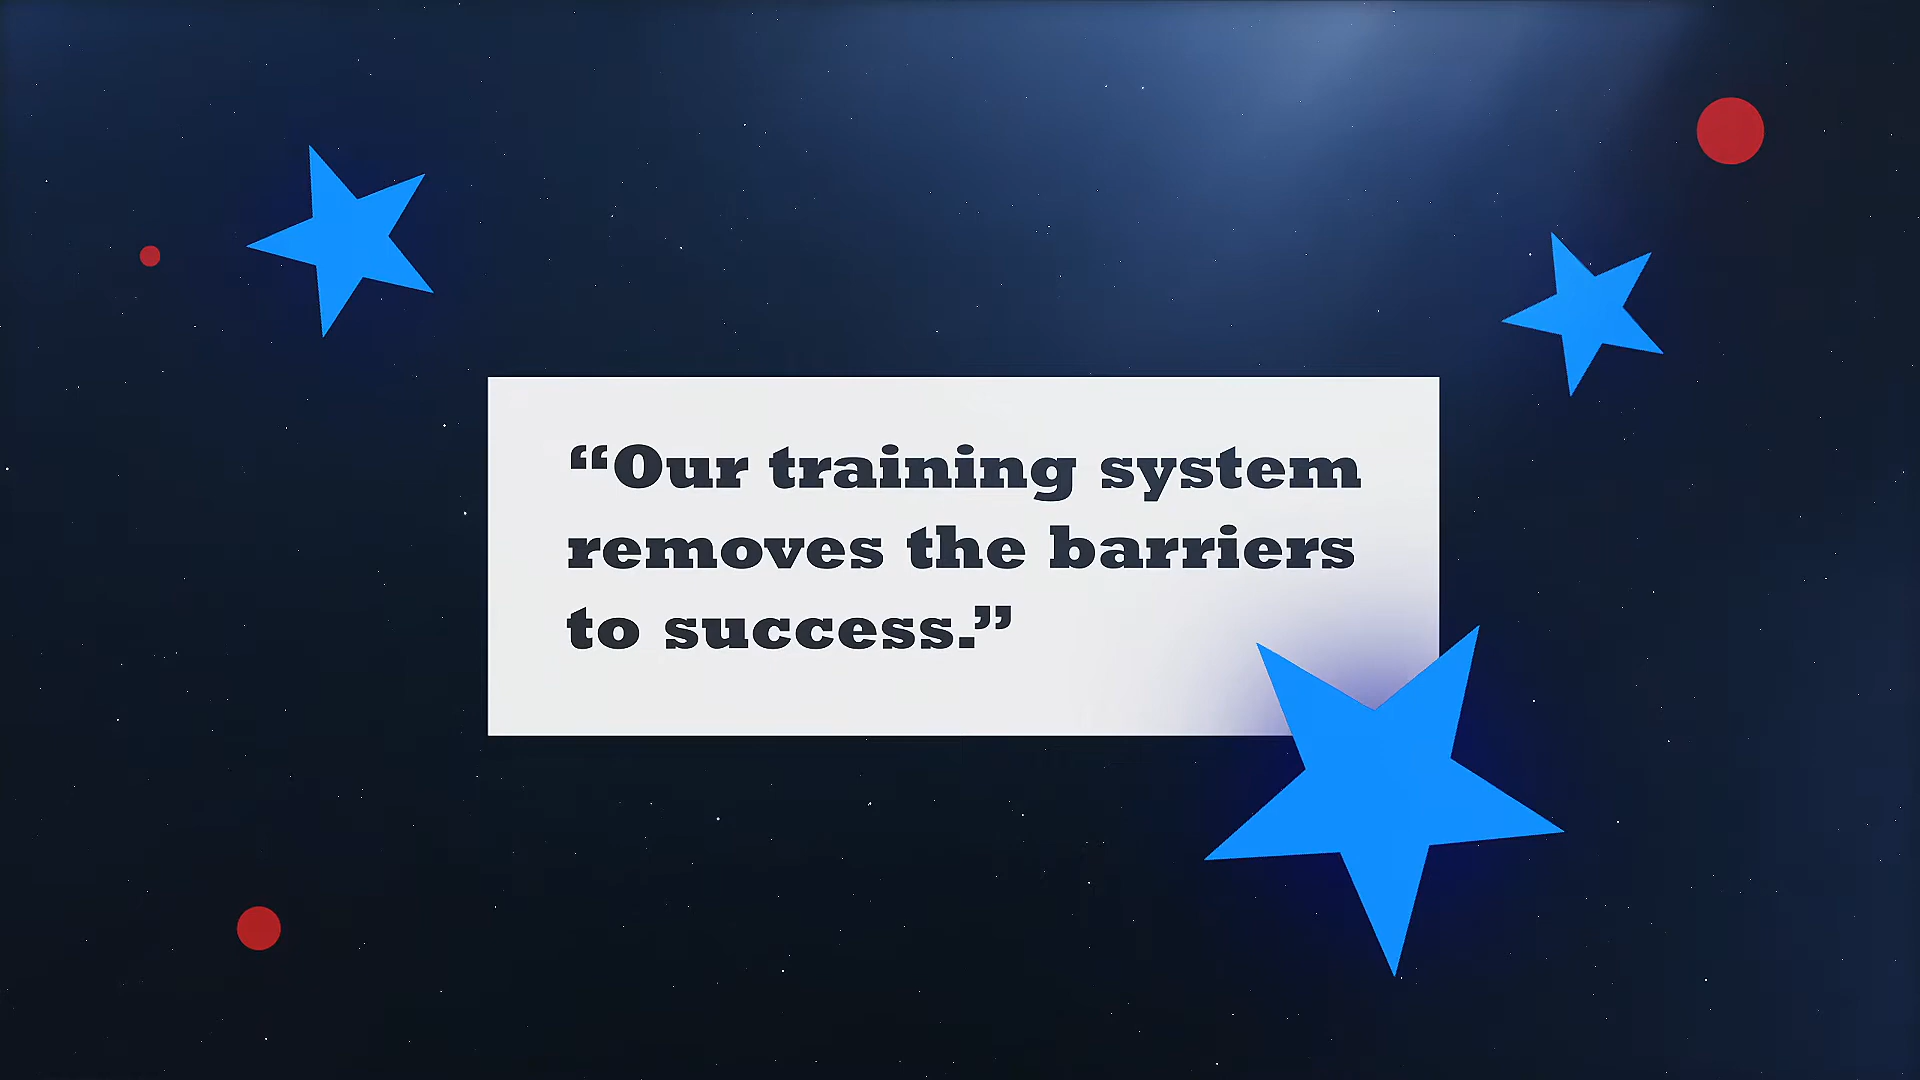 “Our training system
removes the barriers
to success.”